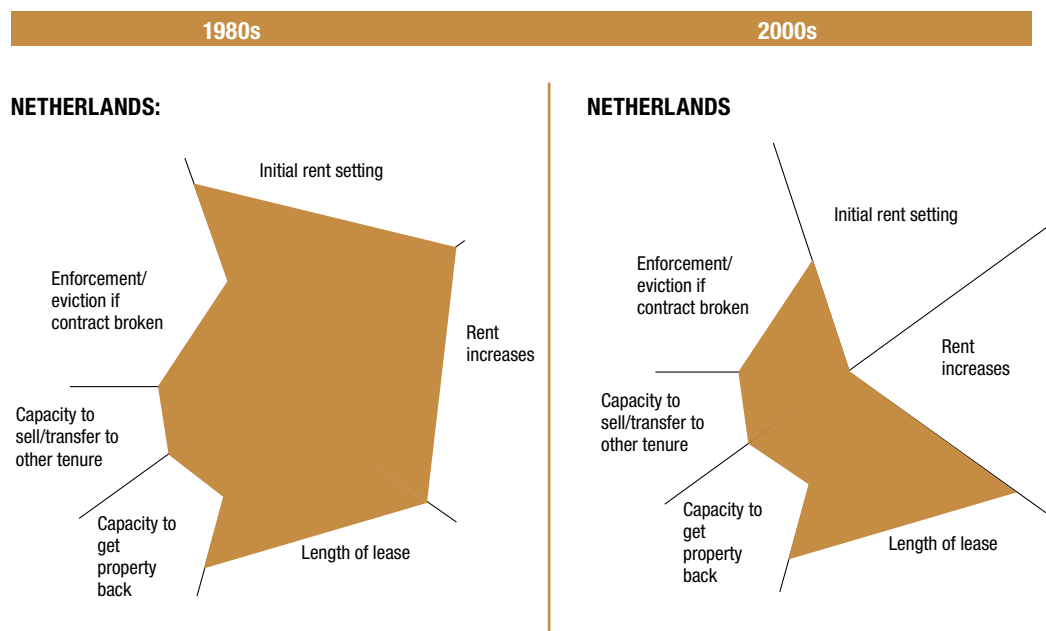 1980s
2000s
NETHERLANDS:
Initial rent setting
Enforcement/
eviction if
contract broken
Rent
increases
Capacity to
sell/transfer to
other tenure
Capacity to
get
property
back
Length of lease
NETHERLANDS
Initial rent setting
Enforcement/
eviction if
contract broken
Rent
increases
Capacity to
sell/transfer to
other tenure
Capacity to
get
property
back
Length of lease